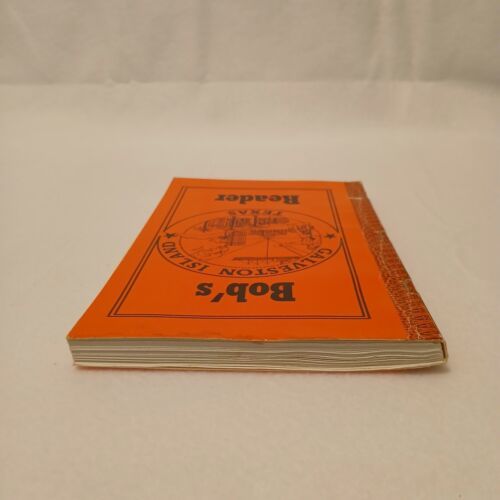 Bob's
GALVESTON ISLAND
TEXAS
Reader